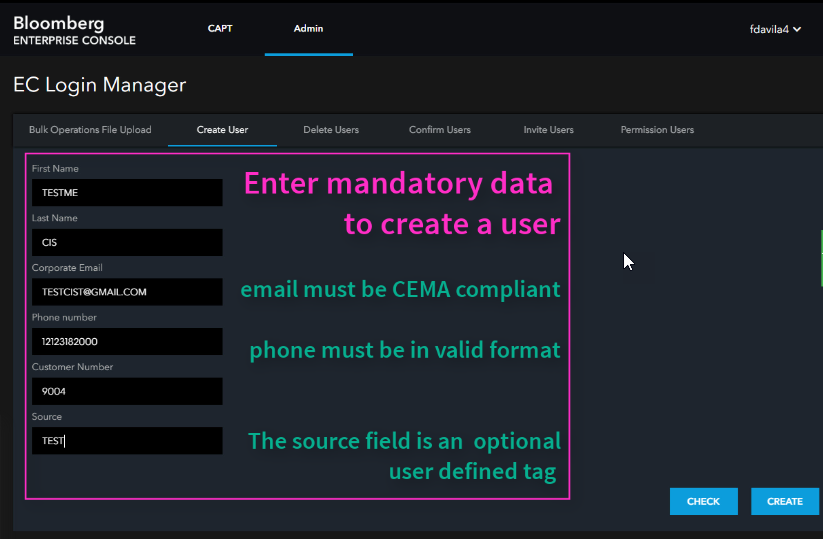 Bloomberg
ENTERPRISE CONSOLE
CAPT
Admin
fdavila4
EC Login Manager
Bulk Operations File Upload
Create User
Delete Users
Confirm Users
Invite Users
Permission Users
First Name
TESTME
Enter mandatory data
to create a user
Last Name
CIS
Corporate Email
TESTCIST@GMAIL.COM
email must be CEMA compliant
Phone number
12123182000
phone must be in valid format
Customer Number
9004
Source
TEST
The source field is an optional
user defined tag
CHECK
CREATE